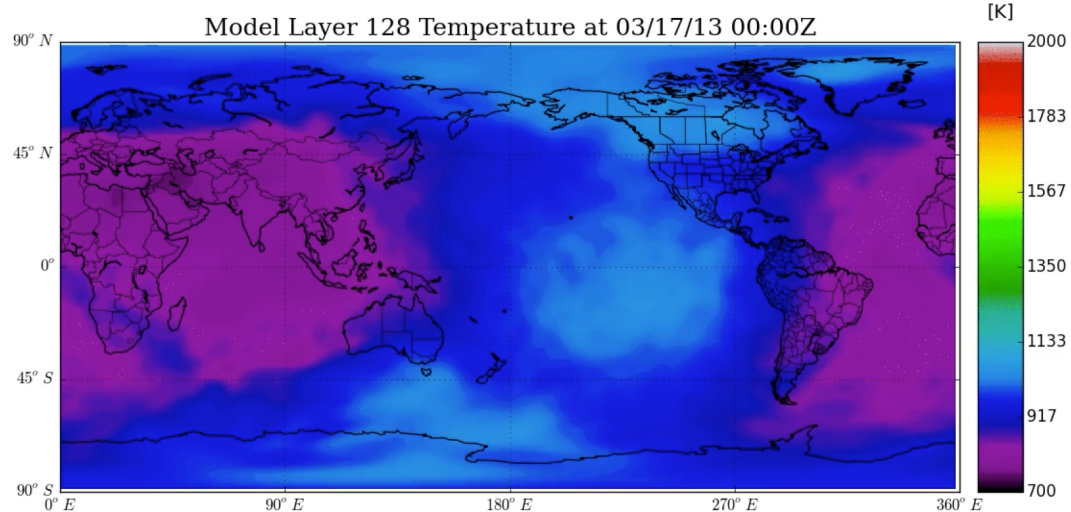 Model Layer 128 Temperature at 03/17/13 00:00Z
[K]
90° N
45° N
0°
45° S
90° S
0° E
90° E
180° E
270° E
360° E
2000
1783
1567
1350
1133
917
700